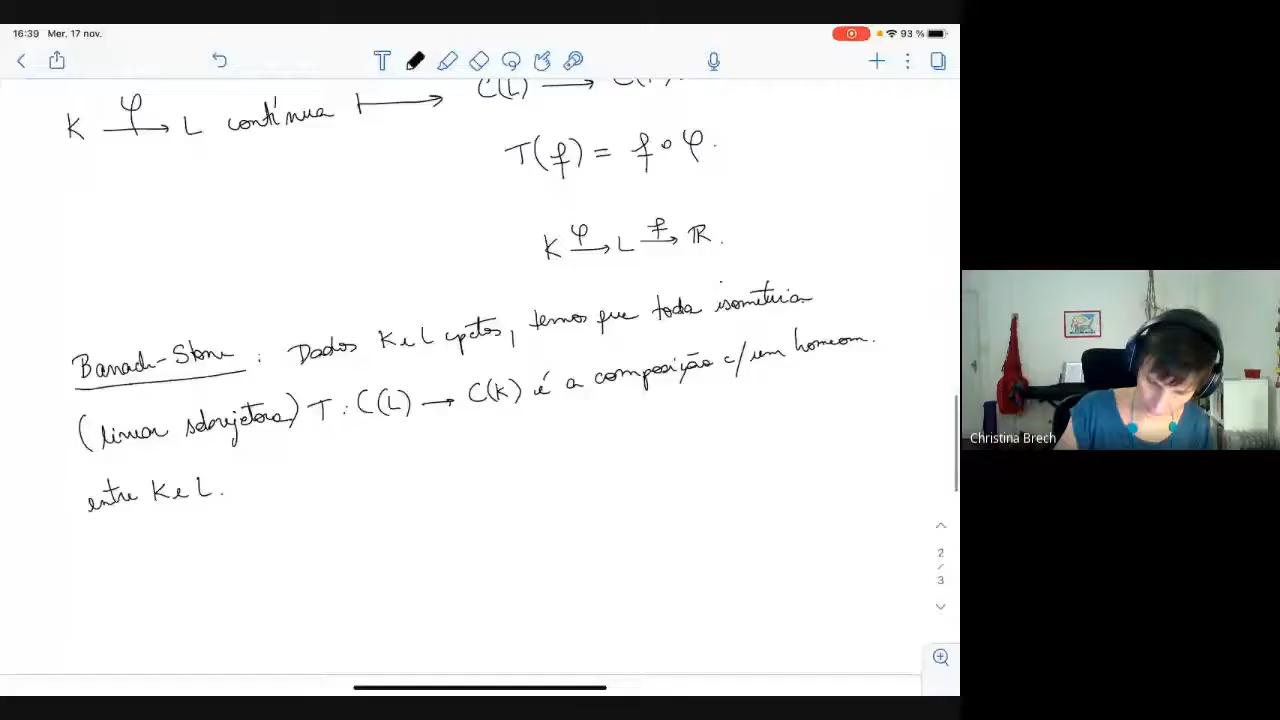 16:39 Mer. 17 nov. 93 %
C(L) ⟶
K —φ→ L contínua ⟼
T(f) = f∘φ.
K —φ→ L —f→ ℝ.
Banach-Stone : Dados K e L cptos, temos que toda isometria
(linear sobrejetora) T : C(L) → C(K) é a composição c/ um homeom.
entre K e L.
Christina Brech
2
/
3